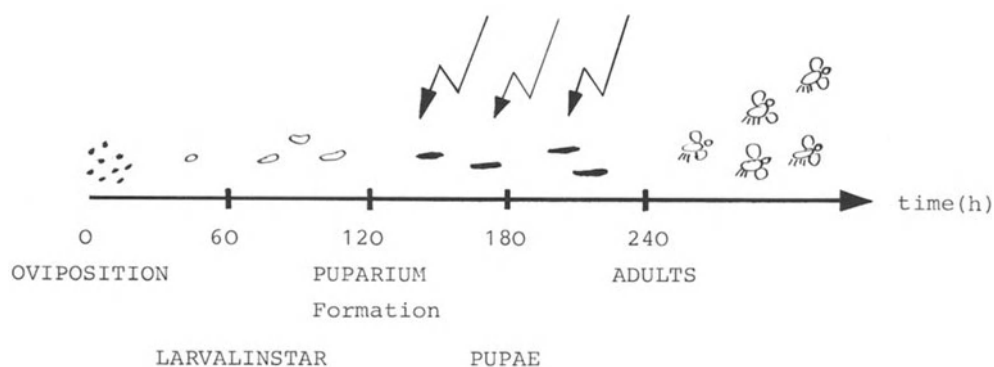 time(h)
0 60 120 180 240
OVIPOSITION PUPARIUM ADULTS
Formation
LARVALINSTAR PUPAE